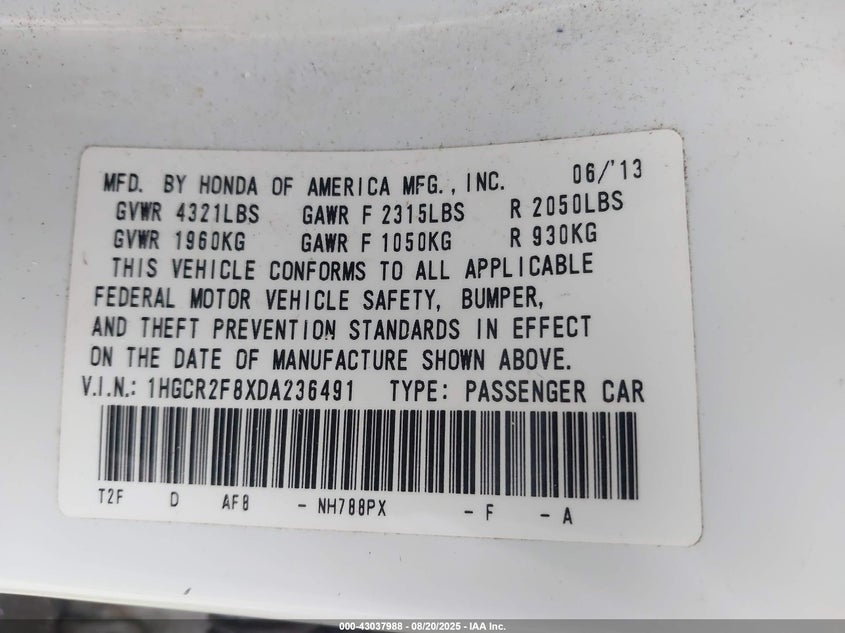 MFD. BY HONDA OF AMERICA MFG., INC. 06/'13
GVWR 4321LBS GAWR F 2315LBS R 2050LBS
GVWR 1960KG GAWR F 1050KG R 930KG
THIS VEHICLE CONFORMS TO ALL APPLICABLE
FEDERAL MOTOR VEHICLE SAFETY, BUMPER,
AND THEFT PREVENTION STANDARDS IN EFFECT
ON THE DATE OF MANUFACTURE SHOWN ABOVE.
V.I.N.: 1HGCR2F8XDA236491 TYPE: PASSENGER CAR
T2F D AF8 - NH788PX - F - A
000-43037988 - 08/20/2025 - IAA Inc.